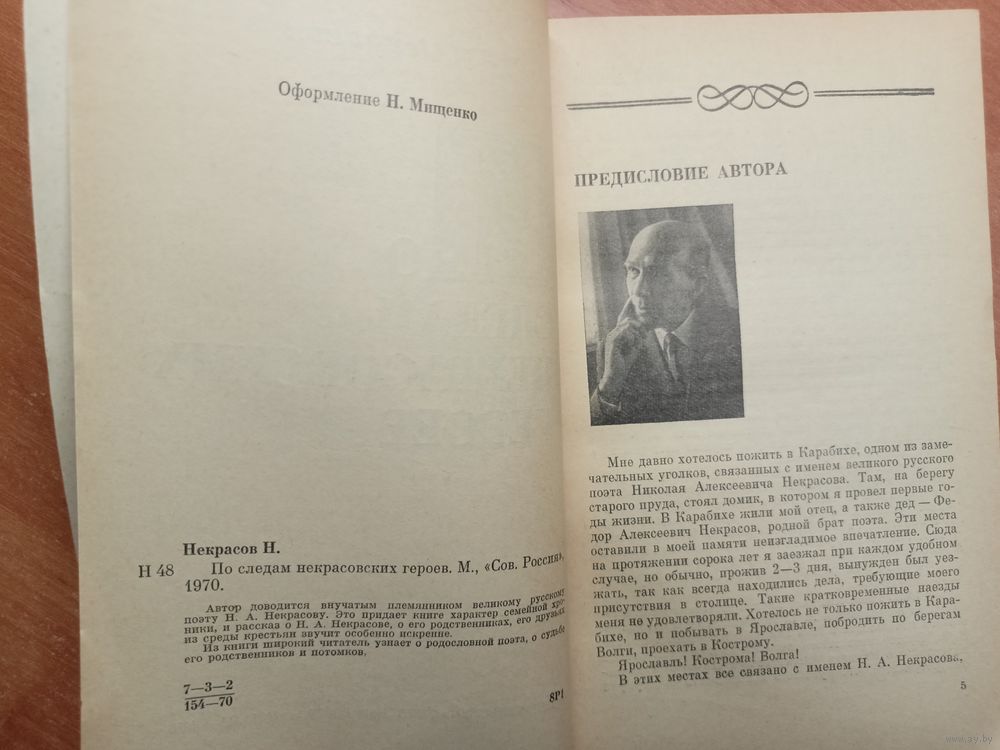 Оформление Н. Мищенко
Некрасов Н.
Н 48 По следам некрасовских героев. М., «Сов. Россия»,
1970.
Автор доводится внучатым племянником великому русскому
поэту Н. А. Некрасову. Это придает книге характер семейной хро-
ники, и рассказ о Н. А. Некрасове, о его родственниках, его друзьях
из среды крестьян звучит особенно искренне.
Из книги широкий читатель узнает о родословной поэта, о судьбе
его родственников и потомков.
7—3—2
154—70
8Р1
ПРЕДИСЛОВИЕ АВТОРА
Мне давно хотелось пожить в Карабихе, одном из заме-
чательных уголков, связанных с именем великого русского
поэта Николая Алексеевича Некрасова. Там, на берегу
старого пруда, стоял домик, в котором я провел первые го-
ды жизни. В Карабихе жили мой отец, а также дед — Фе-
дор Алексеевич Некрасов, родной брат поэта. Эти места
оставили в моей памяти неизгладимое впечатление. Сюда
на протяжении сорока лет я заезжал при каждом удобном
случае, но обычно, прожив 2—3 дня, вынужден был уез-
жать, так как всегда находились дела, требующие моего
присутствия в столице. Такие кратковременные наезды
меня не удовлетворяли. Хотелось не только пожить в Кара-
бихе, но и побывать в Ярославле, побродить по берегам
Волги, проехать в Кострому.
Ярославль! Кострома! Волга!
В этих местах все связано с именем Н. А. Некрасова,
5
www.ay.by